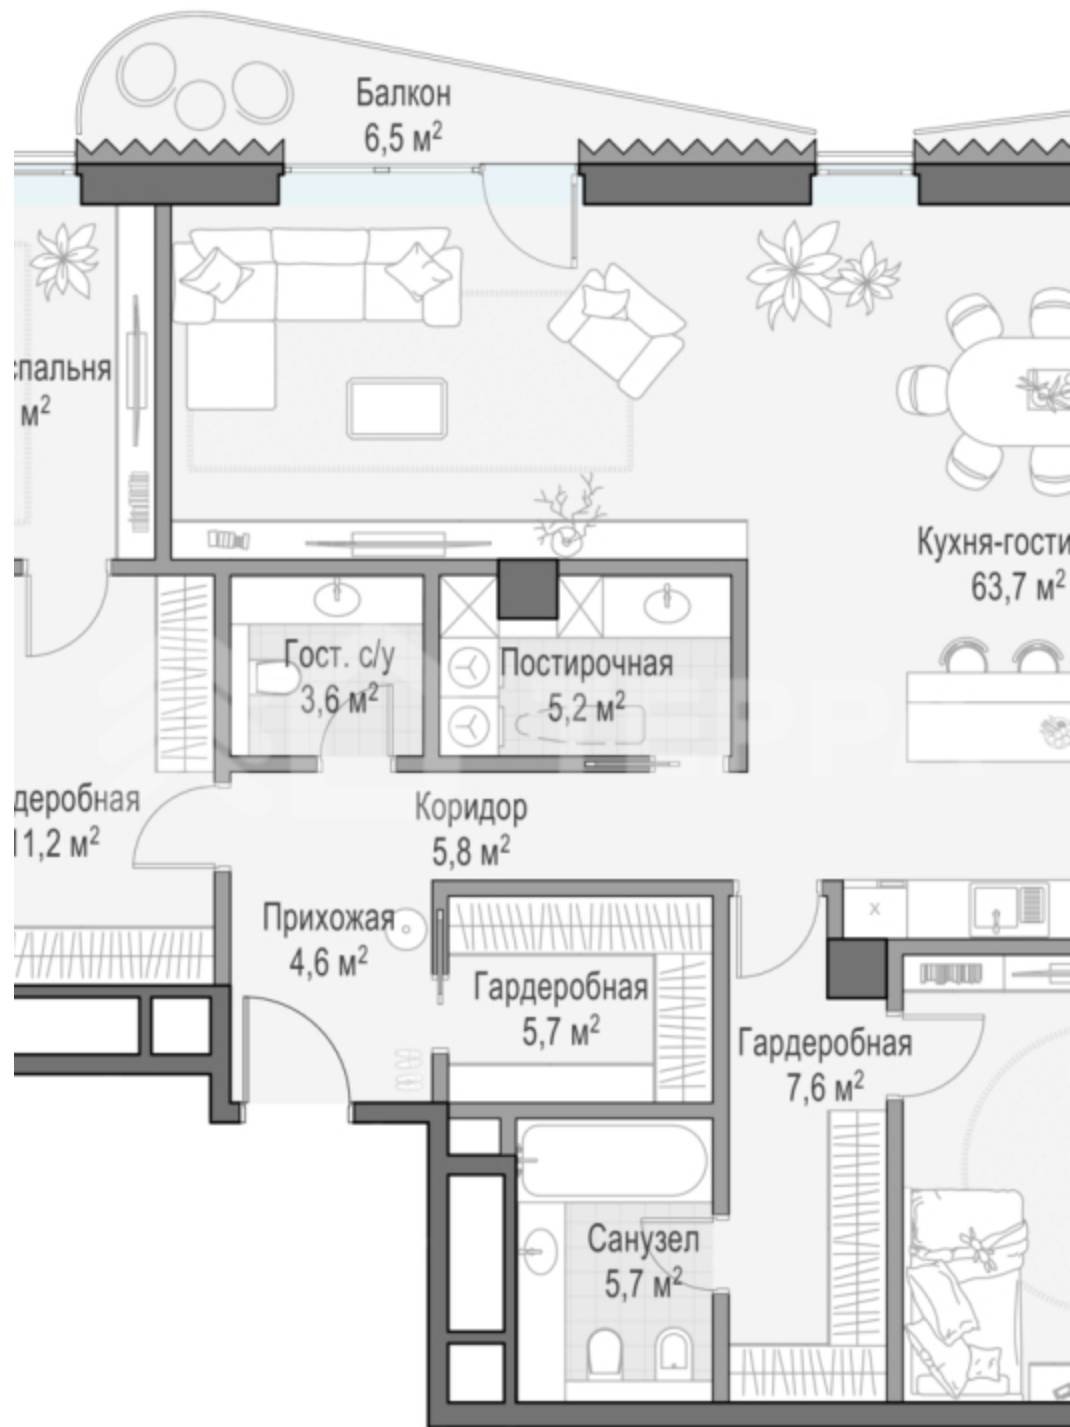 Балкон
6,5 м²
спальня
м²
Кухня-гости
63,7 м²
Гост. с/у
3,6 м²
Постирочная
5,2 м²
деробная
11,2 м²
Коридор
5,8 м²
Прихожая
4,6 м²
Гардеробная
5,7 м²
Гардеробная
7,6 м²
Санузел
5,7 м²
x